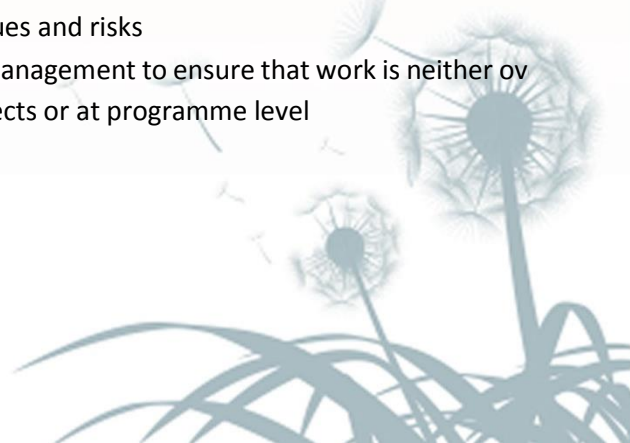 ues and risks
anagement to ensure that work is neither ov
ects or at programme level